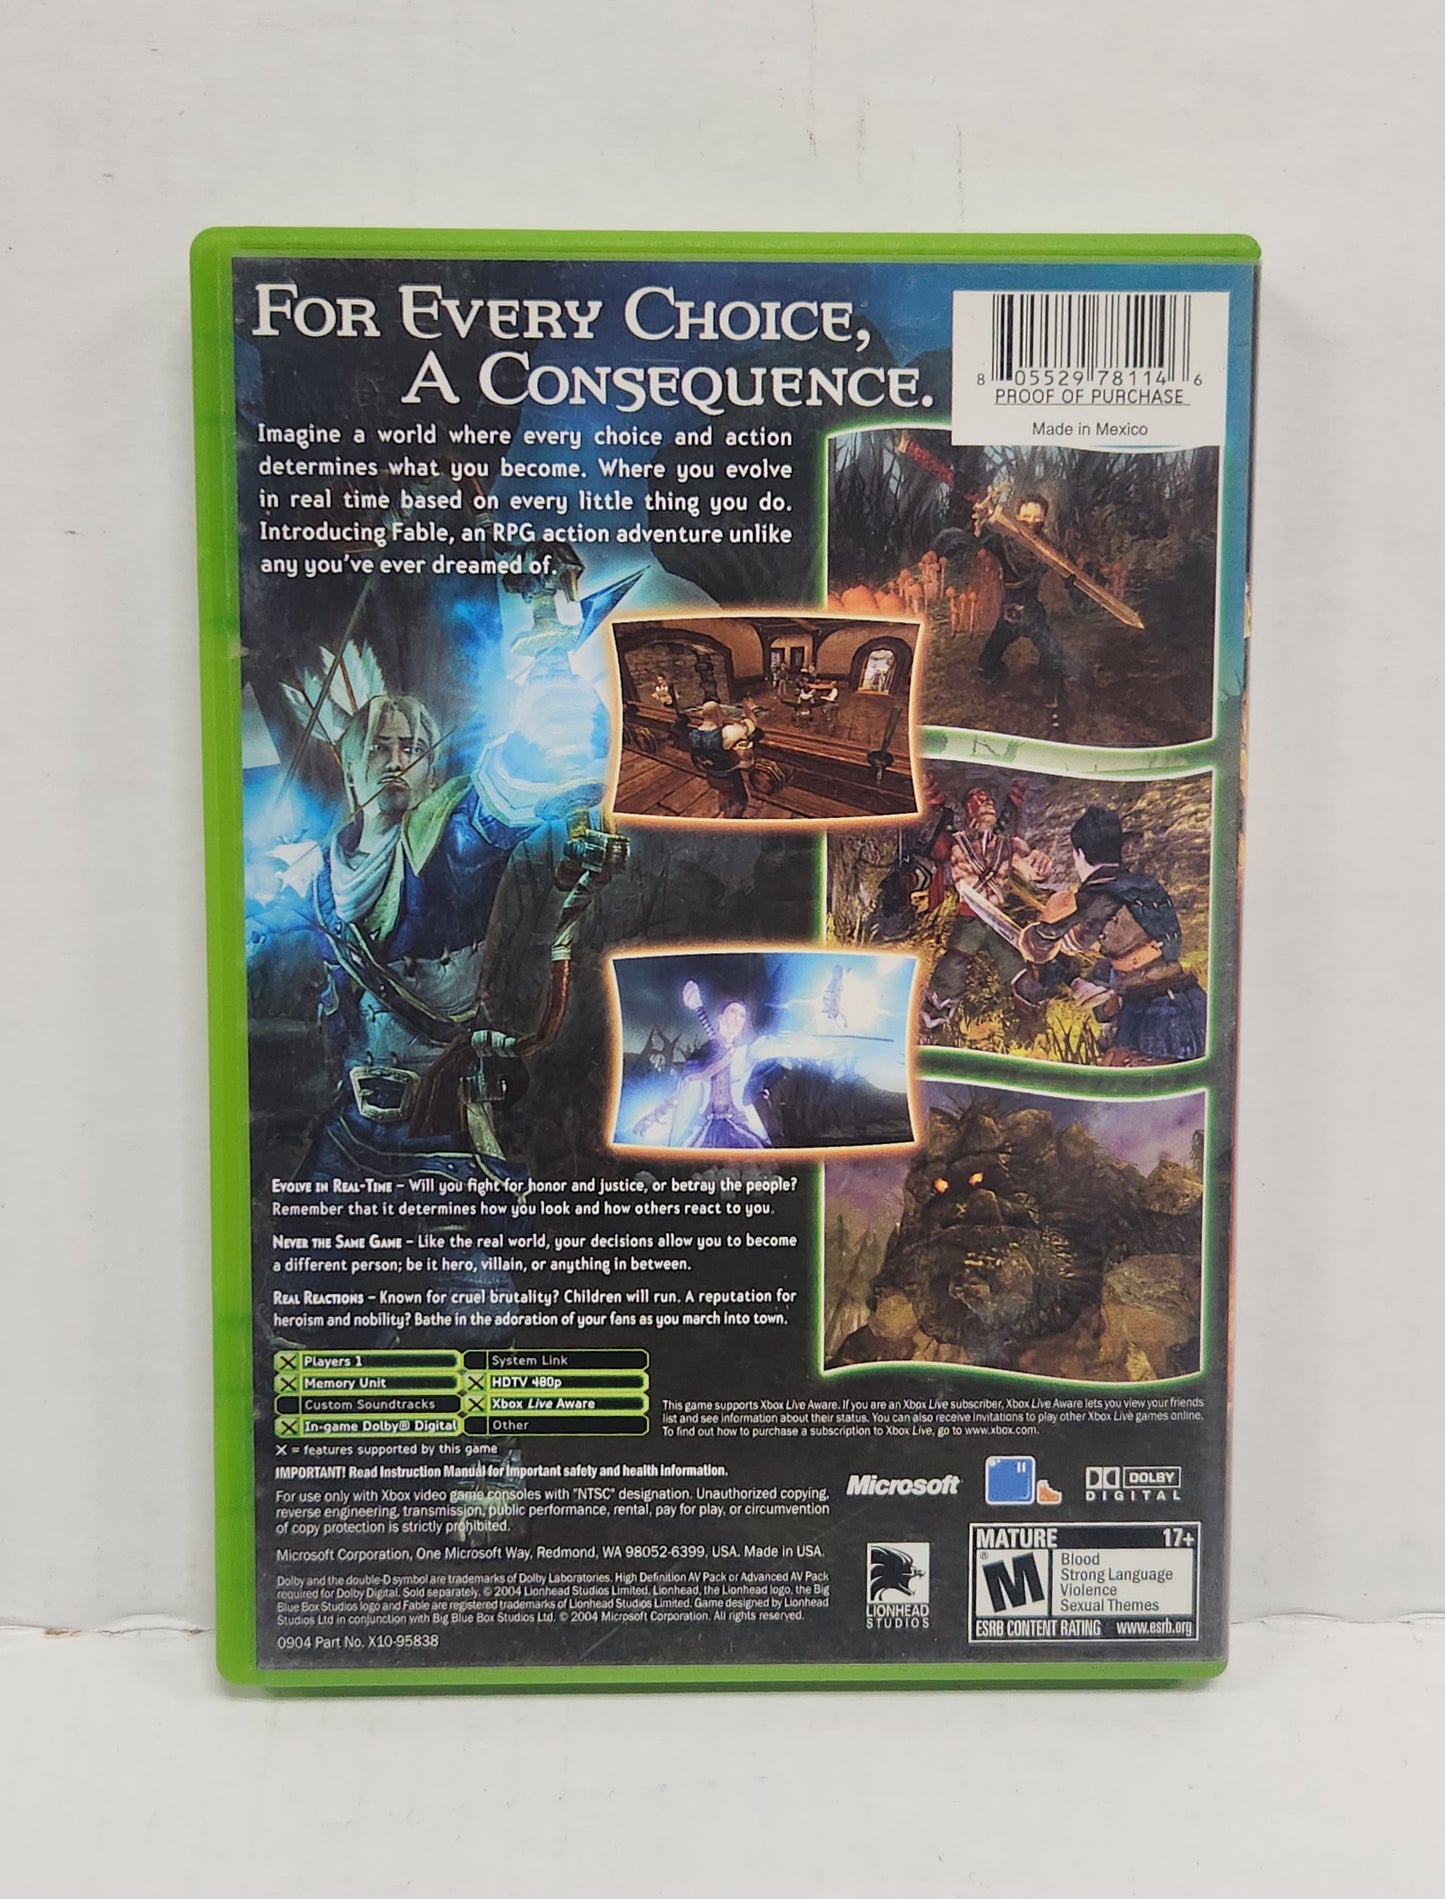 FOR EVERY CHOICE,
A CONSEQUENCE.
8 05529 78114 6
PROOF OF PURCHASE
Made in Mexico
Imagine a world where every choice and action
determines what you become. Where you evolve
in real time based on every little thing you do.
Introducing Fable, an RPG action adventure unlike
any you've ever dreamed of.
EVOLVE IN REAL-TIME – Will you fight for honor and justice, or betray the people?
Remember that it determines how you look and how others react to you.
NEVER THE SAME GAME – Like the real world, your decisions allow you to become
a different person; be it hero, villain, or anything in between.
REAL REACTIONS – Known for cruel brutality? Children will run. A reputation for
heroism and nobility? Bathe in the adoration of your fans as you march into town.
X Players 1
System Link
X Memory Unit
X HDTV 480p
Custom Soundtracks
X Xbox Live Aware
X In-game Dolby® Digital
Other
X = features supported by this game
This game supports Xbox Live Aware. If you are an Xbox Live subscriber, Xbox Live Aware lets you view your friends
list and see information about their status. You can also receive invitations to play other Xbox Live games online.
To find out how to purchase a subscription to Xbox Live, go to www.xbox.com.
IMPORTANT! Read Instruction Manual for important safety and health information.
For use only with Xbox video game consoles with "NTSC" designation. Unauthorized copying,
reverse engineering, transmission, public performance, rental, pay for play, or circumvention
of copy protection is strictly prohibited.
Microsoft Corporation, One Microsoft Way, Redmond, WA 98052-6399, USA. Made in USA.
Dolby and the double-D symbol are trademarks of Dolby Laboratories. High Definition AV Pack or Advanced AV Pack
required for Dolby Digital. Sold separately. © 2004 Lionhead Studios Limited. Lionhead, the Lionhead logo, the Big
Blue Box Studios logo and Fable are registered trademarks of Lionhead Studios Limited. Game designed by Lionhead
Studios Ltd in conjunction with Big Blue Box Studios Ltd. © 2004 Microsoft Corporation. All rights reserved.
0904 Part No. X10-95838
Microsoft
DOLBY
DIGITAL
LIONHEAD
STUDIOS
MATURE 17+
M
®
Blood
Strong Language
Violence
Sexual Themes
ESRB CONTENT RATING www.esrb.org